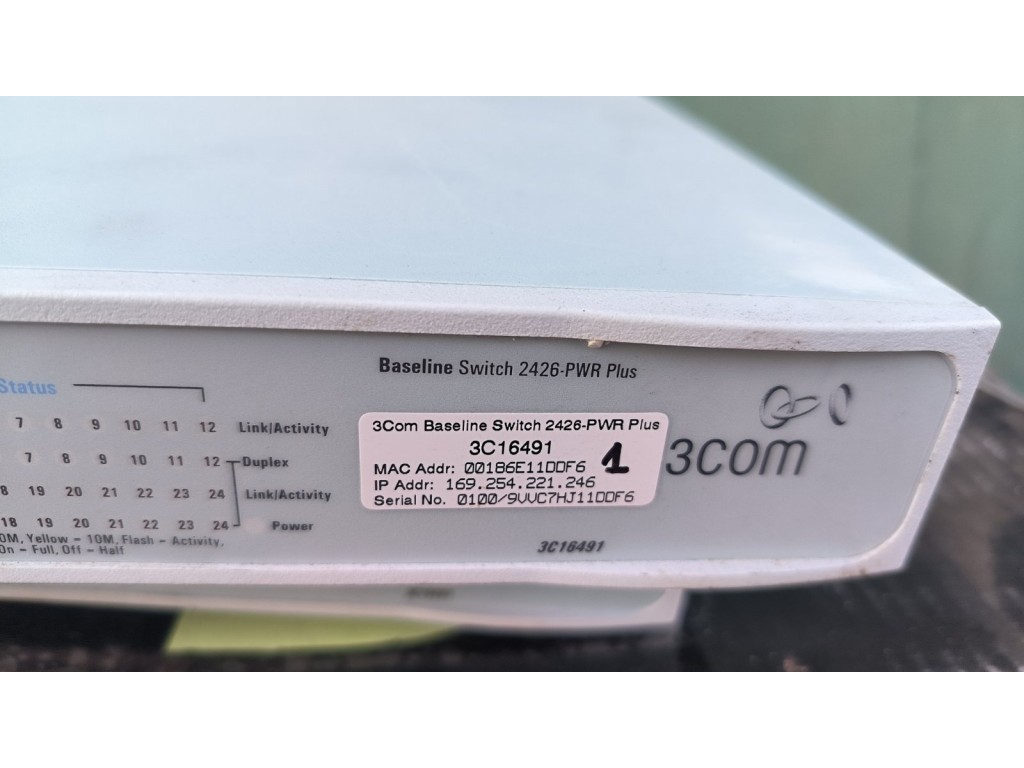 Baseline Switch 2426-PWR Plus
Status
7 8 9 10 11 12 Link/Activity
7 8 9 10 11 12 Duplex
8 19 20 21 22 23 24 Link/Activity
18 19 20 21 22 23 24 Power
0M, Yellow = 10M, Flash = Activity,
On = Full, Off = Half
3Com Baseline Switch 2426-PWR Plus
3C16491
MAC Addr: 001B6E11DDF6 1
IP Addr: 169.254.221.246
Serial No. 0100/9VVC7HJ11DDF6
3com
3C16491